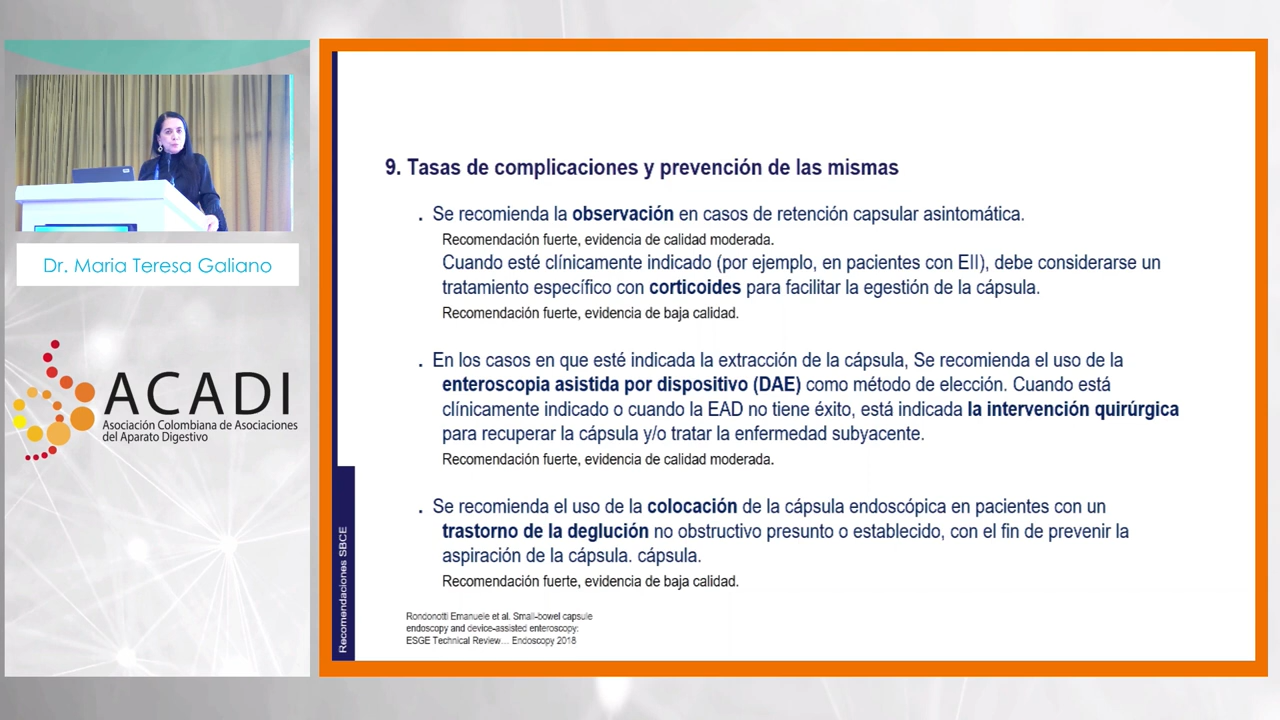 Dr. Maria Teresa Galiano
ACADI
Asociación Colombiana de Asociaciones
del Aparato Digestivo
9. Tasas de complicaciones y prevención de las mismas
. Se recomienda la observación en casos de retención capsular asintomática.
Recomendación fuerte, evidencia de calidad moderada.
Cuando esté clínicamente indicado (por ejemplo, en pacientes con EII), debe considerarse un
tratamiento específico con corticoides para facilitar la egestión de la cápsula.
Recomendación fuerte, evidencia de baja calidad.
. En los casos en que esté indicada la extracción de la cápsula, Se recomienda el uso de la
enteroscopia asistida por dispositivo (DAE) como método de elección. Cuando está
clínicamente indicado o cuando la EAD no tiene éxito, está indicada la intervención quirúrgica
para recuperar la cápsula y/o tratar la enfermedad subyacente.
Recomendación fuerte, evidencia de calidad moderada.
. Se recomienda el uso de la colocación de la cápsula endoscópica en pacientes con un
trastorno de la deglución no obstructivo presunto o establecido, con el fin de prevenir la
aspiración de la cápsula. cápsula.
Recomendación fuerte, evidencia de baja calidad.
Recomendaciones SBCE
Rondonotti Emanuele et al. Small-bowel capsule
endoscopy and device-assisted enteroscopy:
ESGE Technical Review... Endoscopy 2018